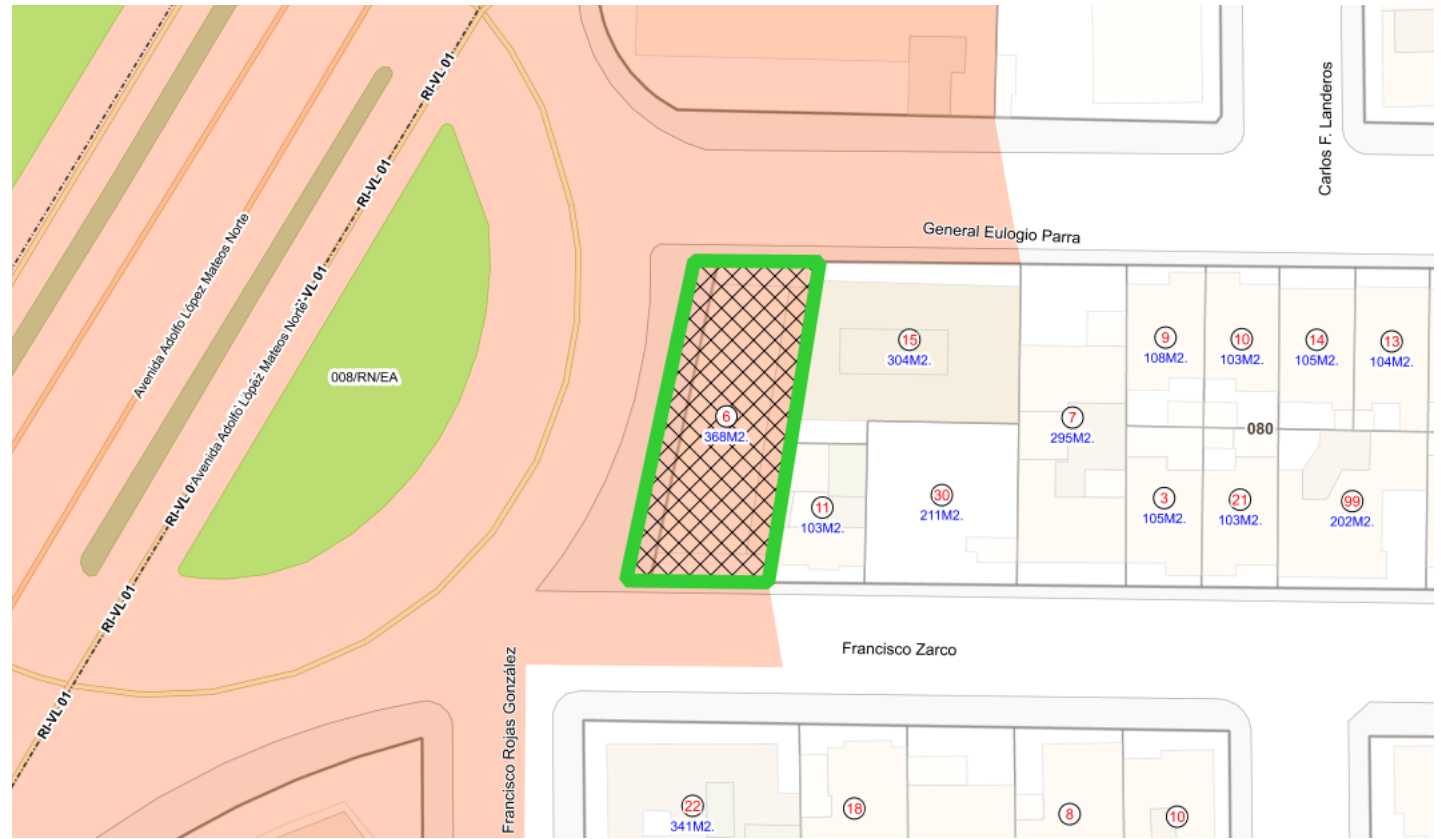 RI-VL 01
Carlos F. Landeros
RI-VL 01
Avenida Adolfo López Mateos Norte
General Eulogio Parra
RI-VL 01
Avenida Adolfo López Mateos Norte
15
304M2.
9
108M2.
10
103M2.
14
105M2.
13
104M2.
008/RN/EA
6
368M2.
7
295M2.
080
RI-VL 0
11
103M2.
30
211M2.
3
105M2.
21
103M2.
99
202M2.
RI-VL 01
Francisco Zarco
RI-VL 01
Francisco Rojas González
22
341M2.
18
8
10